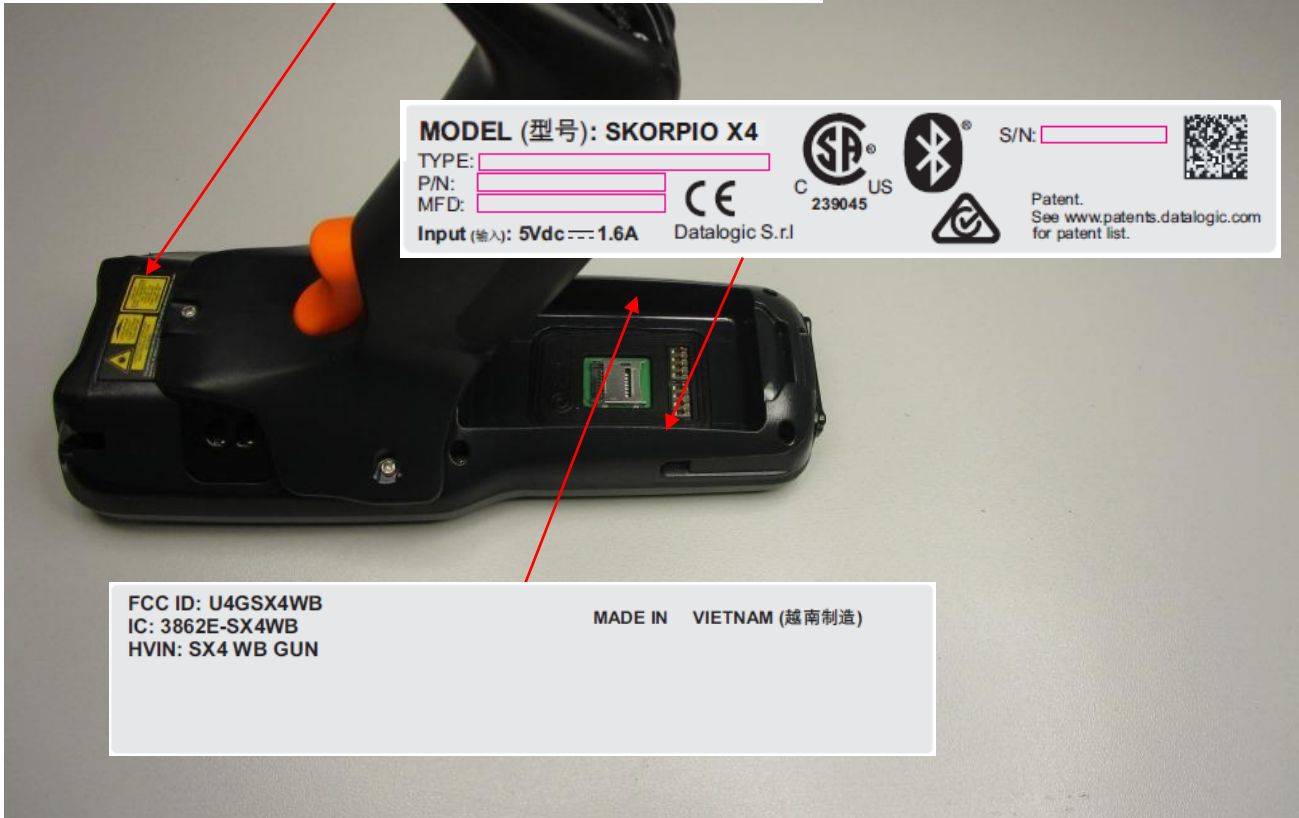 MODEL (型号): SKORPIO X4
TYPE:
P/N:
MFD:
Input (输入): 5Vdc ⎓ 1.6A
CE
Datalogic S.r.l
SA
C US
239045
S/N:
Patent.
See www.patents.datalogic.com
for patent list.
FCC ID: U4GSX4WB
IC: 3862E-SX4WB
HVIN: SX4 WB GUN
MADE IN VIETNAM (越南制造)